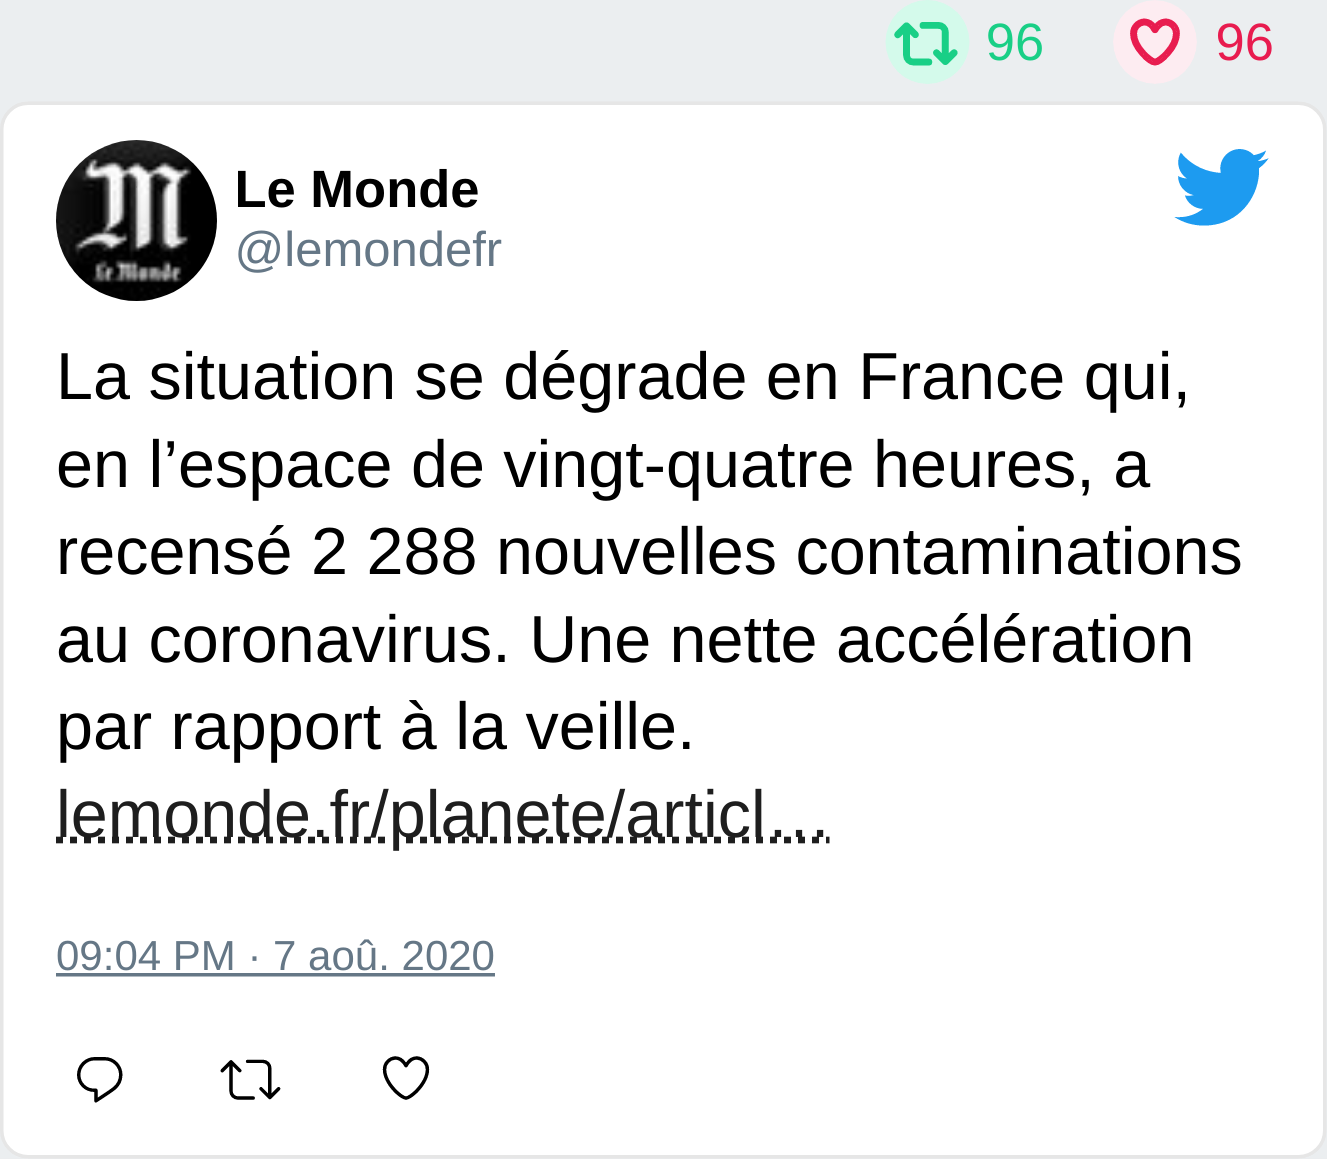 96 96
Le Monde
Le Monde
@lemondefr
La situation se dégrade en France qui,
en l’espace de vingt-quatre heures, a
recensé 2 288 nouvelles contaminations
au coronavirus. Une nette accélération
par rapport à la veille.
lemonde.fr/planete/articl…
09:04 PM · 7 aoû. 2020